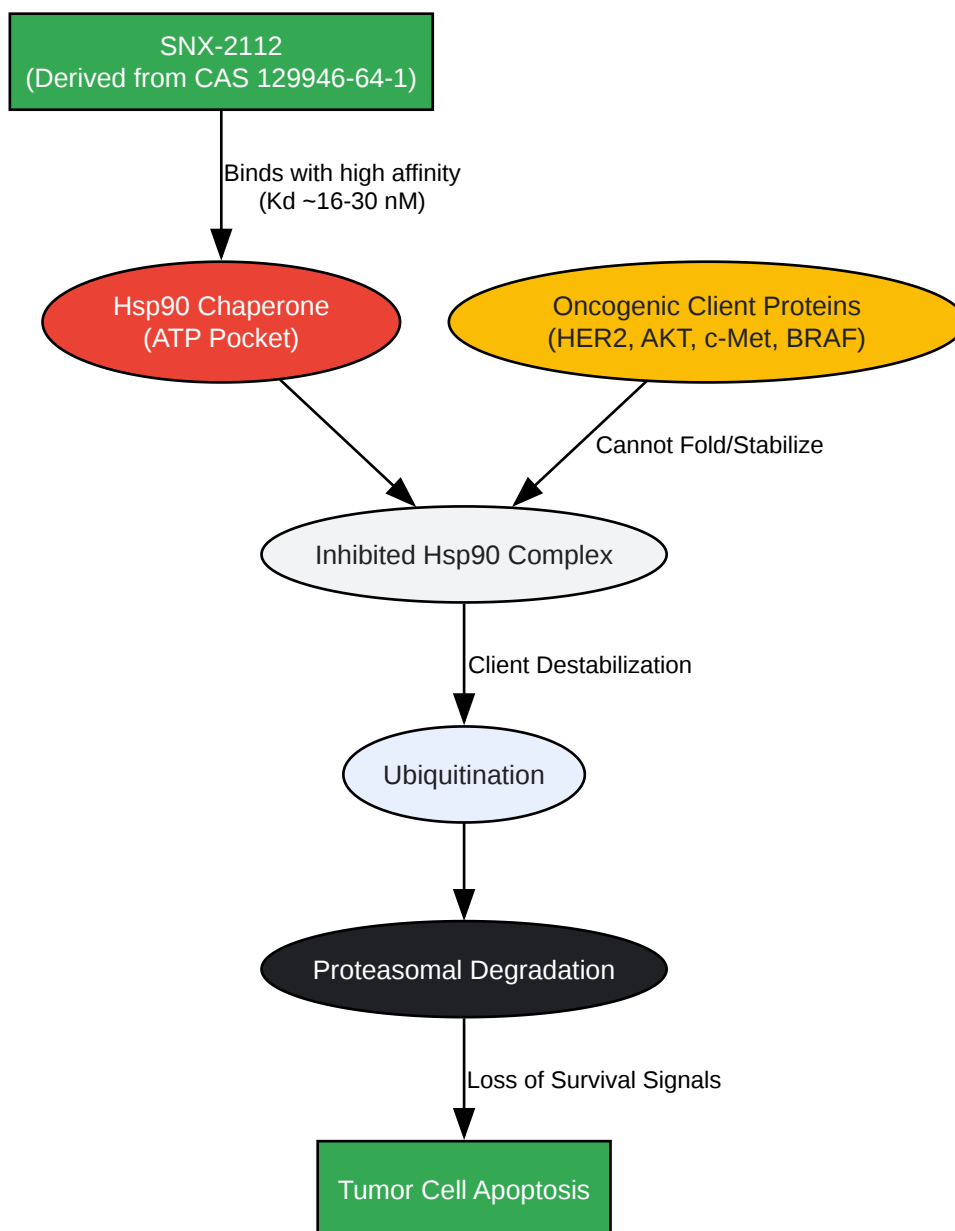 SNX-2112
(Derived from CAS 129946-64-1)
Binds with high affinity
(Kd ~16-30 nM)
Hsp90 Chaperone
(ATP Pocket)
Oncogenic Client Proteins
(HER2, AKT, c-Met, BRAF)
Cannot Fold/Stabilize
Inhibited Hsp90 Complex
Client Destabilization
Ubiquitination
Proteasomal Degradation
Loss of Survival Signals
Tumor Cell Apoptosis